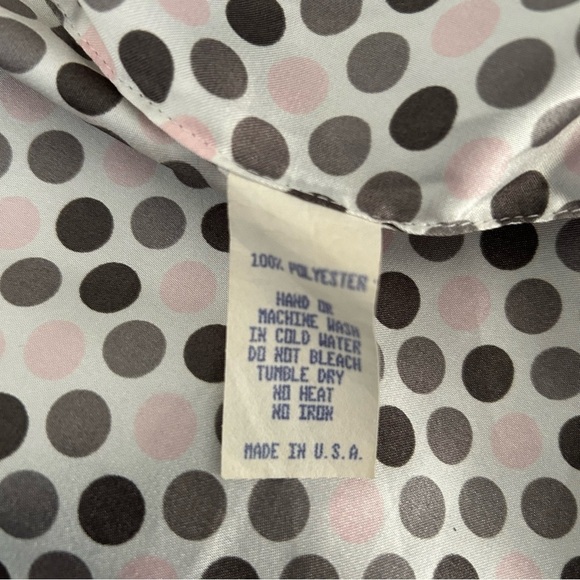 100% POLYESTER
HAND OR
MACHINE WASH
IN COLD WATER
DO NOT BLEACH
TUMBLE DRY
NO HEAT
NO IRON
MADE IN U.S.A.